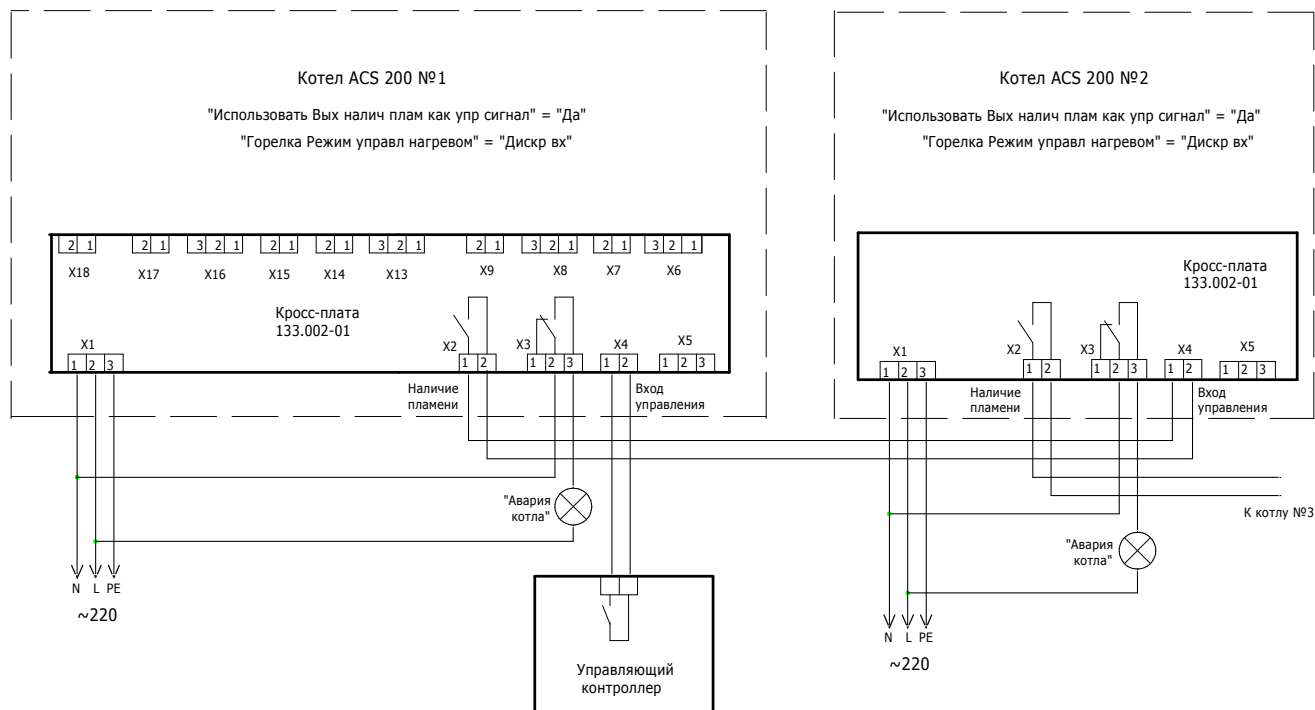 Котел ACS 200 №1
"Использовать Вых налич плам как упр сигнал" = "Да"
"Горелка Режим управл нагревом" = "Дискр вх"
2 1 2 1 3 2 1 2 1 2 1 3 2 1 2 1 3 2 1 2 1 3 2 1
X18 X17 X16 X15 X14 X13 X9 X8 X7 X6
Кросс-плата
133.002-01
X1 X2 X3 X4 X5
1 2 3 1 2 1 2 3 1 2 1 2 3
Наличие
пламени
Вход
управления
"Авария
котла"
N L PE
~220
Управляющий
контроллер
Котел ACS 200 №2
"Использовать Вых налич плам как упр сигнал" = "Да"
"Горелка Режим управл нагревом" = "Дискр вх"
Кросс-плата
133.002-01
X1 X2 X3 X4 X5
1 2 3 1 2 1 2 3 1 2 1 2 3
Наличие
пламени
Вход
управления
К котлу №3
"Авария
котла"
N L PE
~220